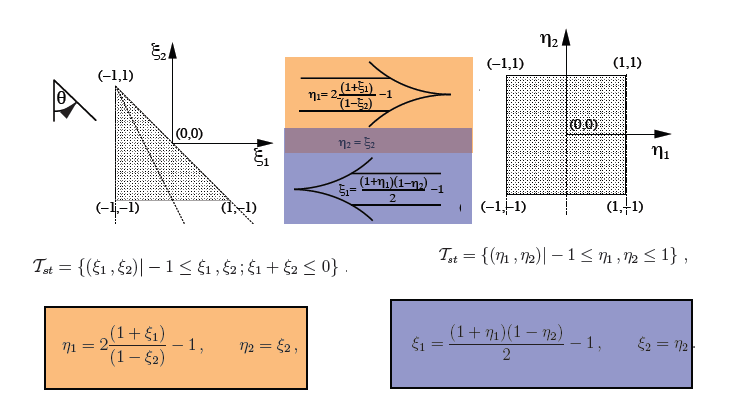 ξ₂
(−1,1)
θ
(0,0)
ξ₁
(−1,−1)
(1,−1)
η₁= 2 (1+ξ₁)/(1−ξ₂) −1
η₂ = ξ₂
ξ₁= (1+η₁)(1−η₂)/2 −1
(
η₂
(−1,1)
(1,1)
(0,0)
η₁
(−1,−1)
(1,−1)
𝒯st = {(ξ₁ , ξ₂)| − 1 ≤ ξ₁ , ξ₂ ; ξ₁ + ξ₂ ≤ 0} .
𝒯st = {(η₁ , η₂)| − 1 ≤ η₁ , η₂ ≤ 1} ,
η₁ = 2 (1 + ξ₁)/(1 − ξ₂) − 1 , η₂ = ξ₂ ,
ξ₁ = (1 + η₁)(1 − η₂)/2 − 1 , ξ₂ = η₂ .